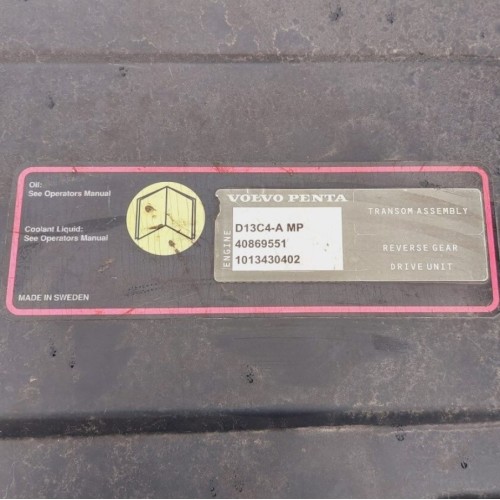 Oil:
See Operators Manual
Coolant Liquid:
See Operators Manual
MADE IN SWEDEN
VOLVO PENTA
ENGINE
D13C4-A MP
40869551
1013430402
TRANSOM ASSEMBLY
REVERSE GEAR
DRIVE UNIT